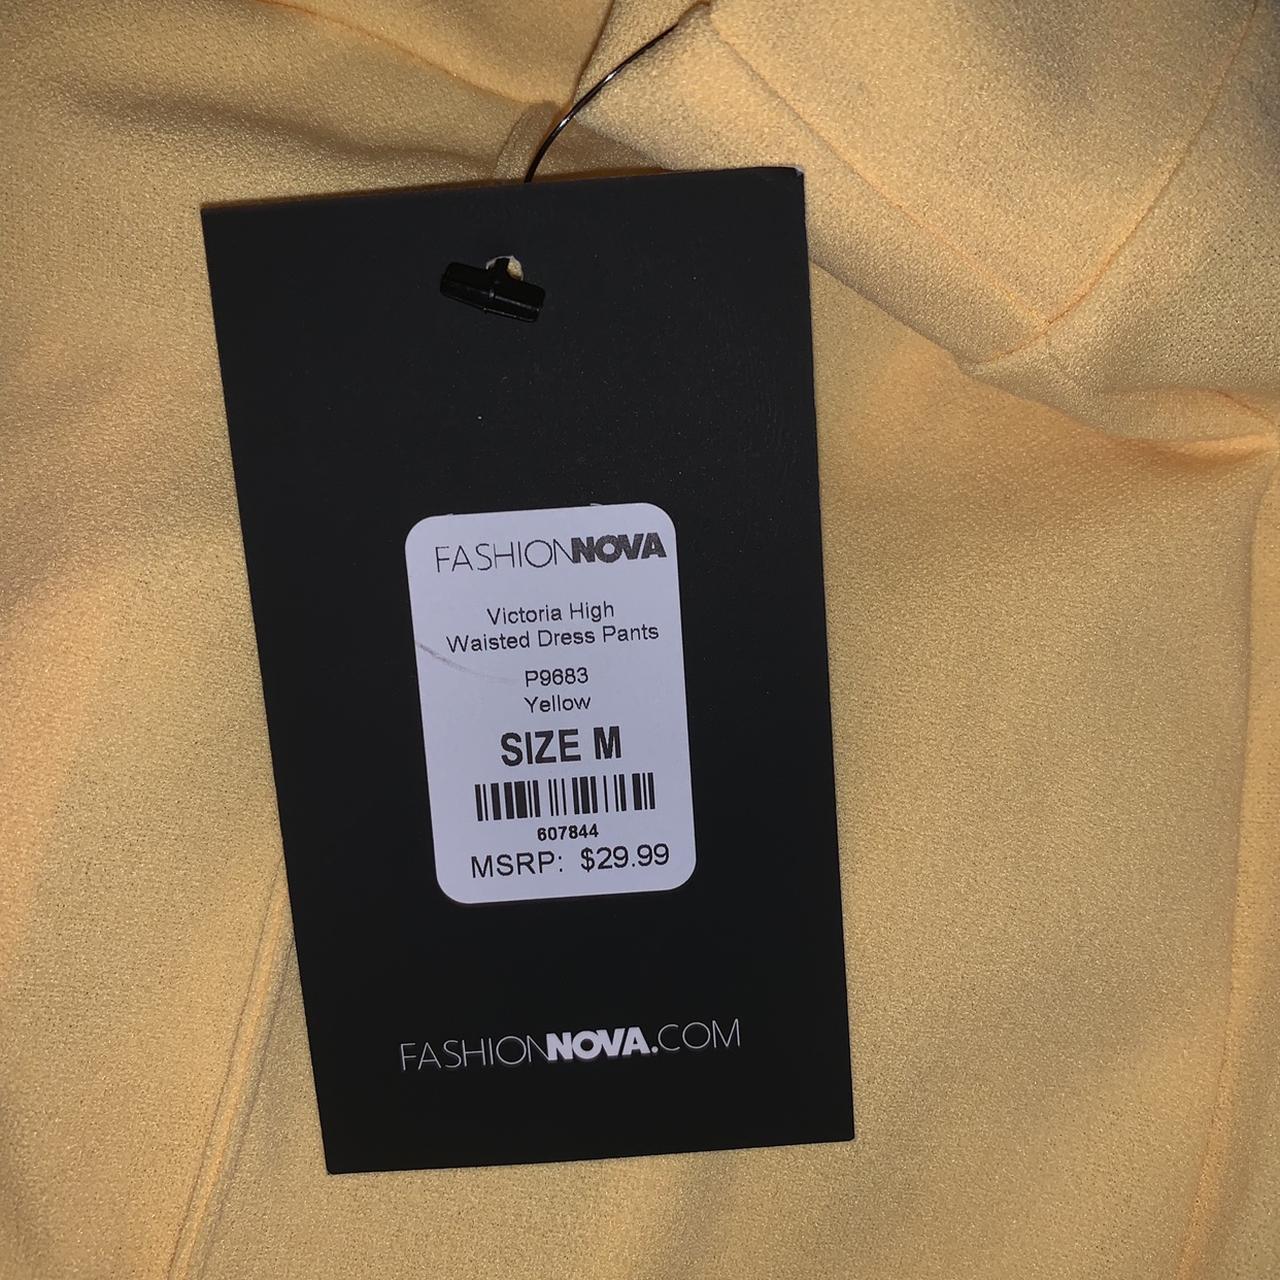 FASHIONNOVA
Victoria High
Waisted Dress Pants
P9683
Yellow
SIZE M
607844
MSRP: $29.99
FASHIONNOVA.COM